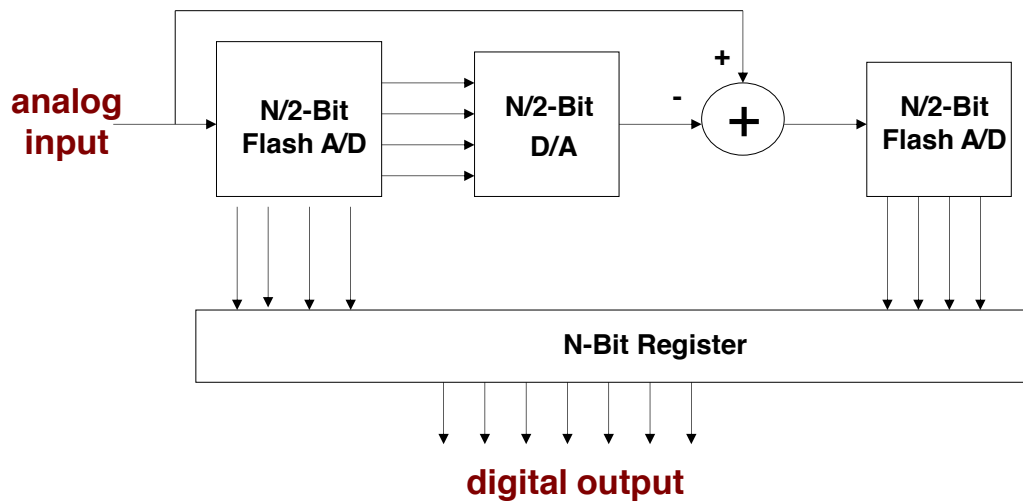 analog
input
N/2-Bit
Flash A/D
N/2-Bit
D/A
+
-
+
N/2-Bit
Flash A/D
N-Bit Register
digital output